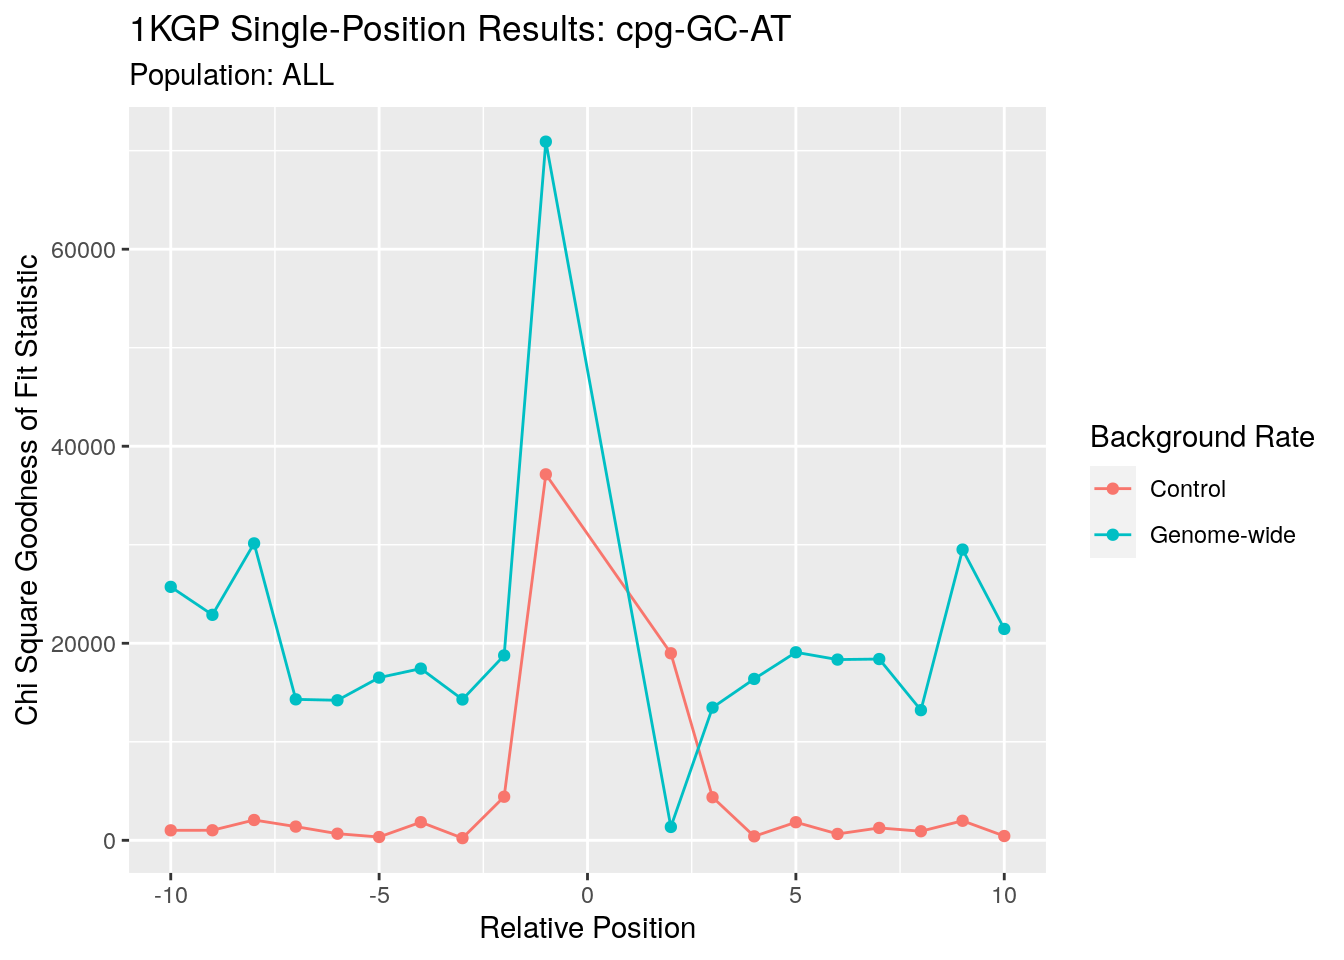 1KGP Single-Position Results: cpg-GC-AT
Population: ALL
Chi Square Goodness of Fit Statistic
60000
40000
20000
0
-10
-5
0
5
10
Relative Position
Background Rate
Control
Genome-wide